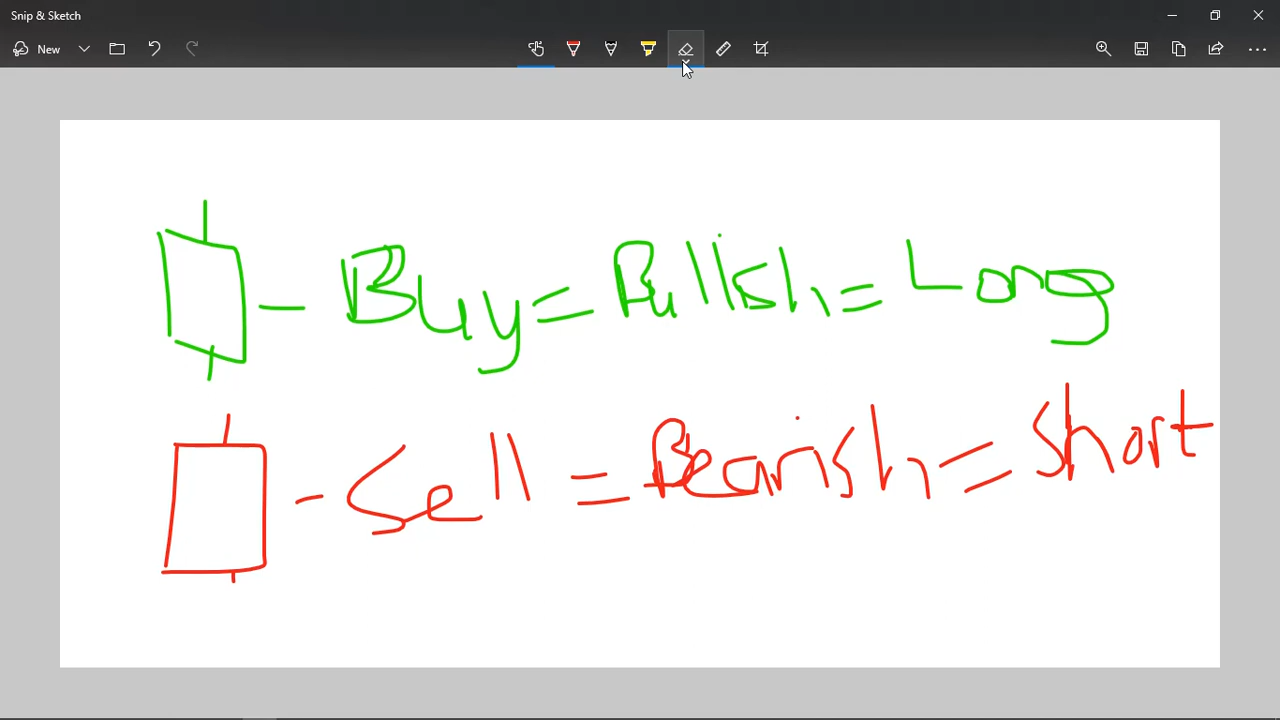 Snip & Sketch
New
- Buy = Bullish = Long
- Sell = Bearish = Short